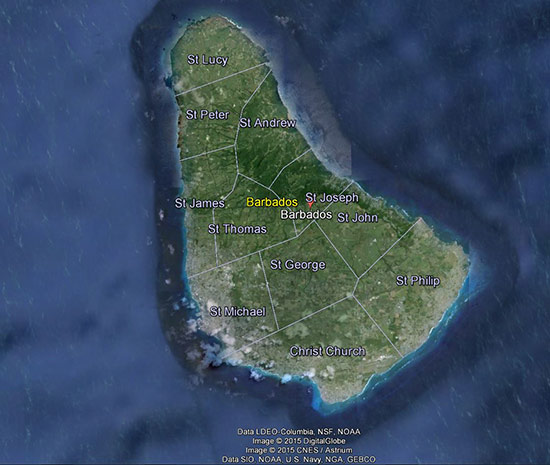 St Lucy
St Peter
St Andrew
St James
Barbados
St Joseph
Barbados
St John
St Thomas
St George
St Philip
St Michael
Christ Church
Data LDEO-Columbia, NSF, NOAA
Image © 2015 DigitalGlobe
Image © 2015 CNES / Astrium
Data SIO, NOAA, U.S. Navy, NGA, GEBCO